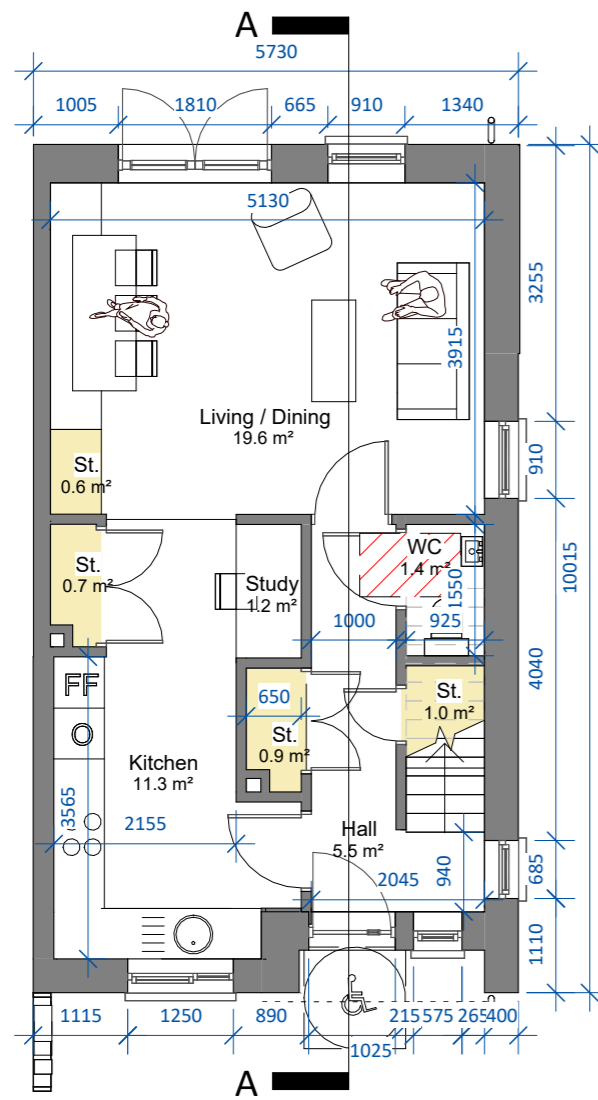 A
5730
1005
1810
665
910
1340
5130
3255
3915
Living / Dining
19.6 m²
910
St.
0.6 m²
10015
WC
1.4 m²
St.
0.7 m²
Study
1.2 m²
1550
1000
925
4040
FF
650
St.
1.0 m²
O
St.
0.9 m²
Kitchen
11.3 m²
3565
2155
Hall
5.5 m²
2045
940
685
1110
1115
1250
890
1025
215
575
265
400
A